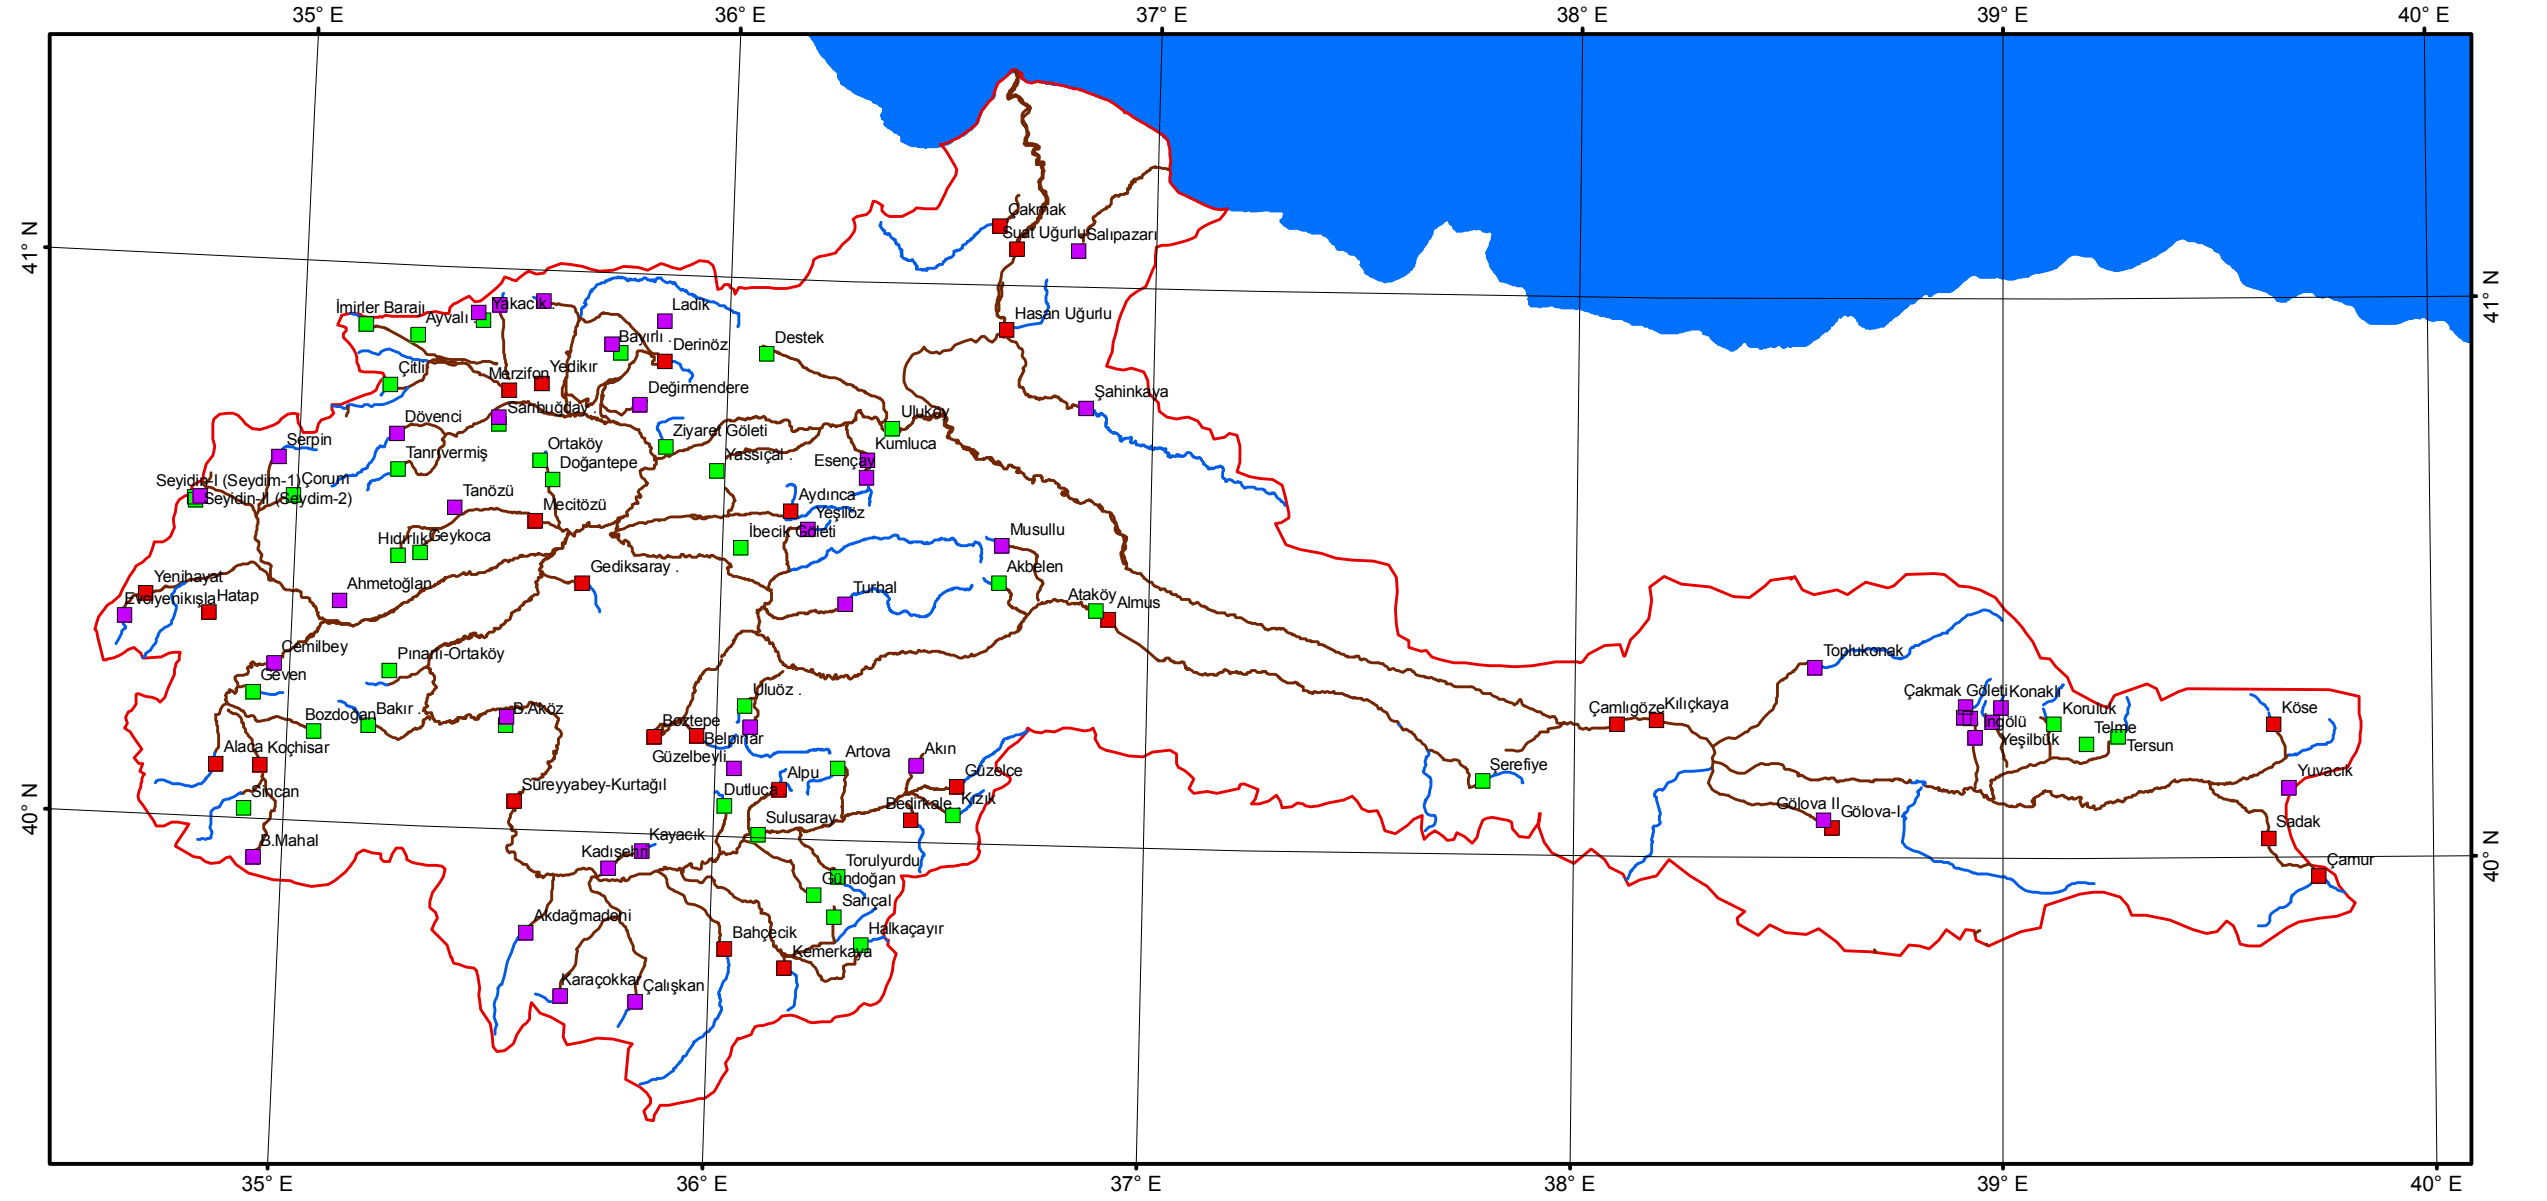 35° E
36° E
37° E
38° E
39° E
40° E
41° N
41° N
40° N
40° N
Çakmak
Suat Uğurlu
Salıpazarı
Hasan Uğurlu
İmirler Barajı
Ayvalı .
Yakacık .
Ladik
Bayırlı .
Derinöz
Destek
Çitli
Merzifon
Yedikır
Değirmendere
Şahinkaya
Dövenci
Sarıbuğday .
Uluköy
Serpin
Tanrıvermiş
Ortaköy
Doğantepe
Ziyaret Göleti
Yassıçal .
Kumluca
Esençay
Seyidin-I (Seydim-1)
Çorum
Seyidin-II (Seydim-2)
Tanözü
Mecitözü
Aydınca
Yeşilöz
İbecik Göleti
Musullu
Hıdırlık
Geykoca
Gediksaray .
Akbelen
Yenihayat
Evciyenikışla
Hatap
Ahmetoğlan
Turhal
Ataköy
Almus
Cemilbey
Pınarlı-Ortaköy
Toplukonak
Geven
Uluöz .
Bozdoğan
Bakır .
B.Aköz
Boztepe
Belpınar
Güzelbeyli
Çamlıgöze
Kılıçkaya
Çakmak Göleti
Konaklı
İngölü
Yeşilbük
Koruluk
Telme
Tersun
Köse
Alaca
Koçhisar
Artova
Akın
Alpu
Güzelce
Şerefiye
Yuvacık
Sincan
Süreyyabey-Kurtağıl
Dutluca
Bedirkale
Kızık
Gölova II
Gölova-I.
Sulusaray
Sadak
B.Mahal
Kayacık
Kadışehri
Torulyurdu
Gündoğan
Çamur
Sarıçal
Akdağmadeni
Bahçecik
Halkaçayır
Kemerkaya
Karaçokkar
Çalışkan
35° E
36° E
37° E
38° E
39° E
40° E